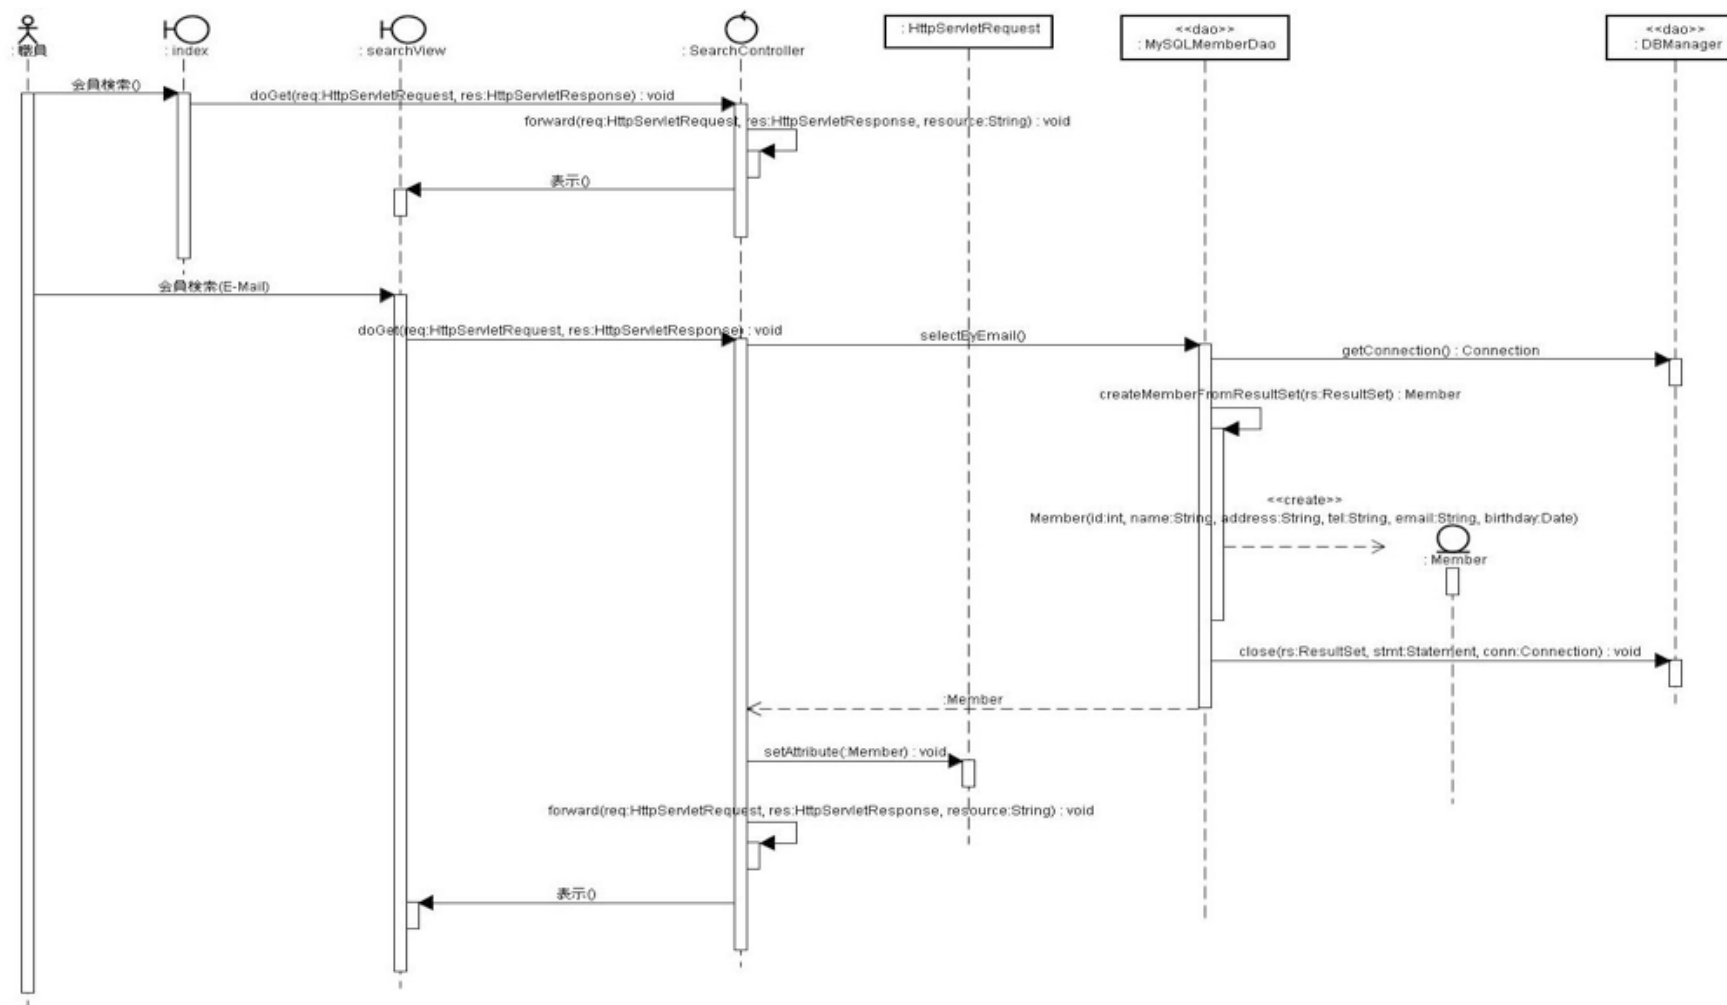 : 職員
: index
: searchView
: SearchController
: HttpServletRequest
<<dao>>
: MySQLMemberDao
<<dao>>
: DBManager
会員検索()
doGet(req:HttpServletRequest, res:HttpServletResponse) : void
forward(req:HttpServletRequest, res:HttpServletResponse, resource:String) : void
表示()
会員検索(E-Mail)
doGet(req:HttpServletRequest, res:HttpServletResponse) : void
selectByEmail()
getConnection() : Connection
createMemberFromResultSet(rs:ResultSet) : Member
<<create>>
Member(id:int, name:String, address:String, tel:String, email:String, birthday:Date)
: Member
close(rs:ResultSet, stmt:Statement, conn:Connection) : void
:Member
setAttribute(:Member) : void
forward(req:HttpServletRequest, res:HttpServletResponse, resource:String) : void
表示()